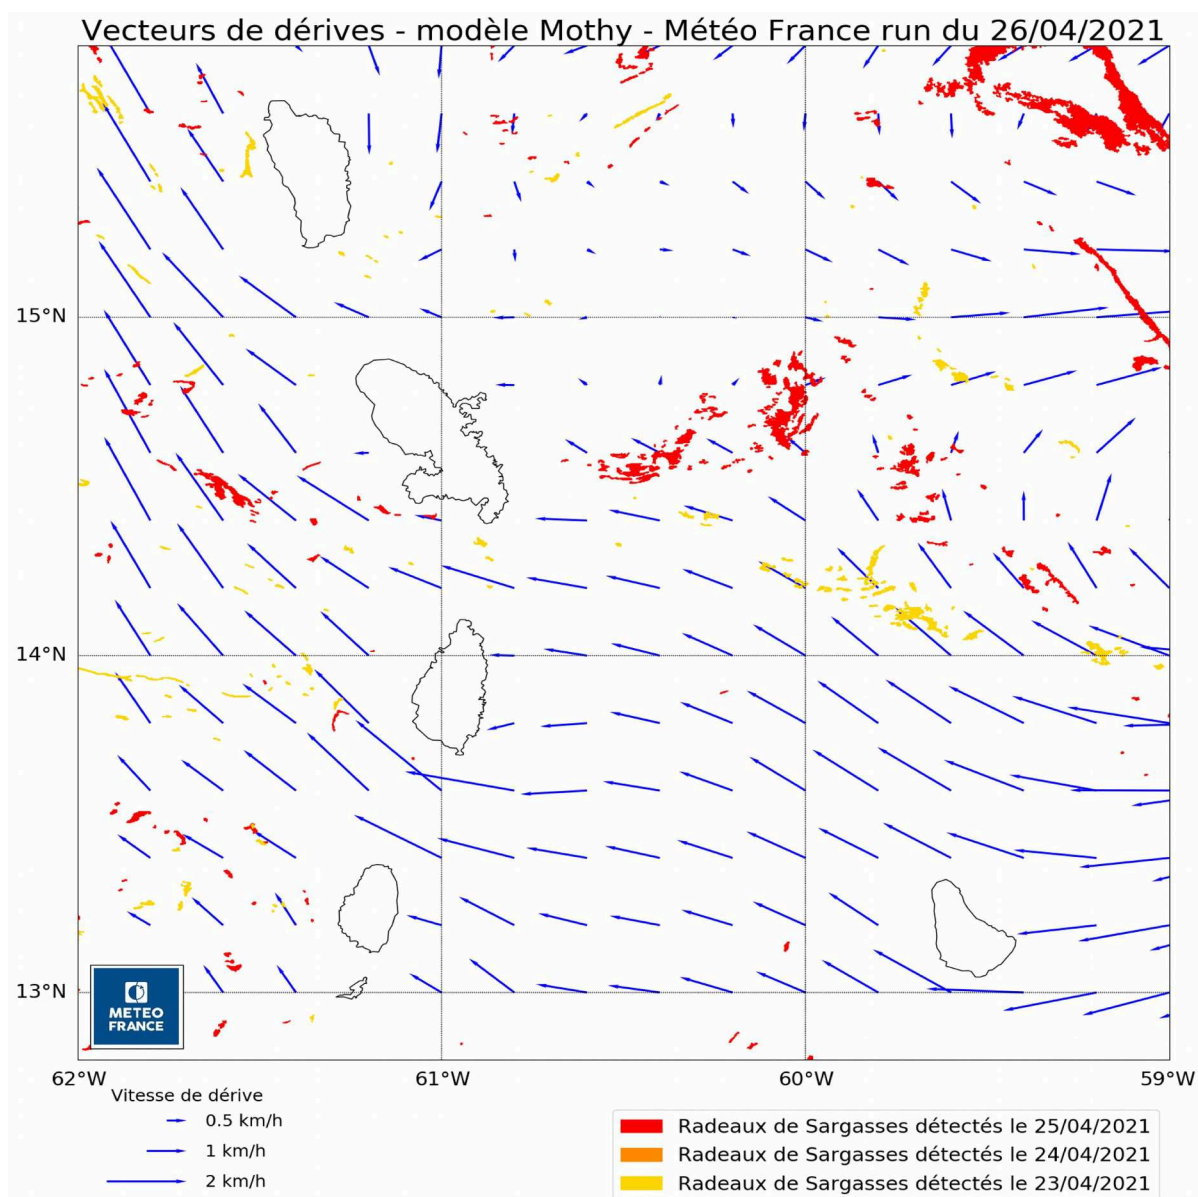 Vecteurs de dérives - modèle Mothy - Météo France run du 26/04/2021
15°N
14°N
13°N
METEO
FRANCE
62°W
61°W
60°W
59°W
Vitesse de dérive
0.5 km/h
1 km/h
2 km/h
Radeaux de Sargasses détectés le 25/04/2021
Radeaux de Sargasses détectés le 24/04/2021
Radeaux de Sargasses détectés le 23/04/2021